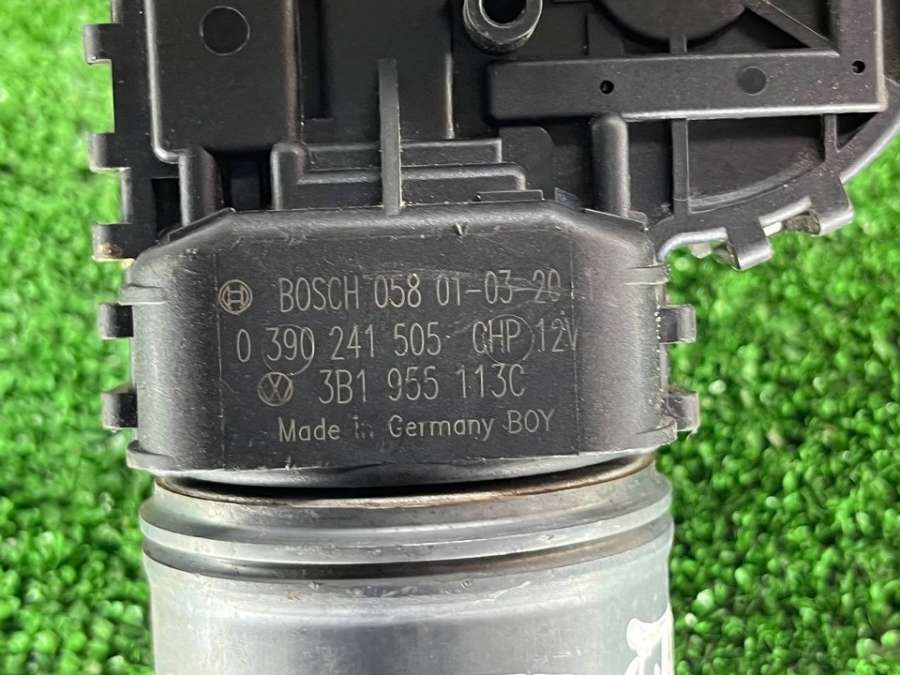 BOSCH 058 01-03-20
0 390 241 505 CHP 12V
3B1 955 113C
Made in Germany BOY